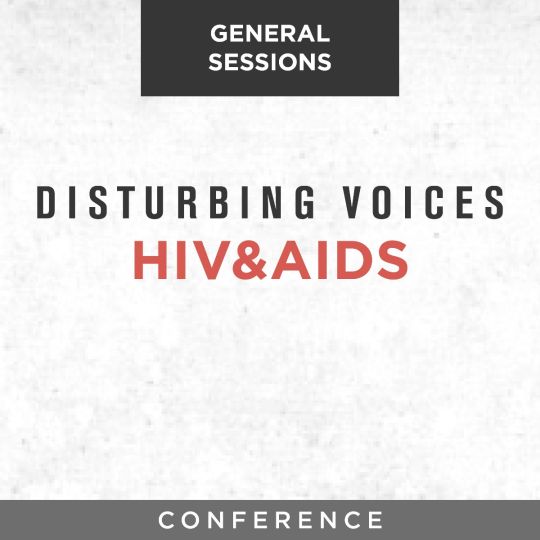 GENERAL
SESSIONS
DISTURBING VOICES
HIV&AIDS
CONFERENCE